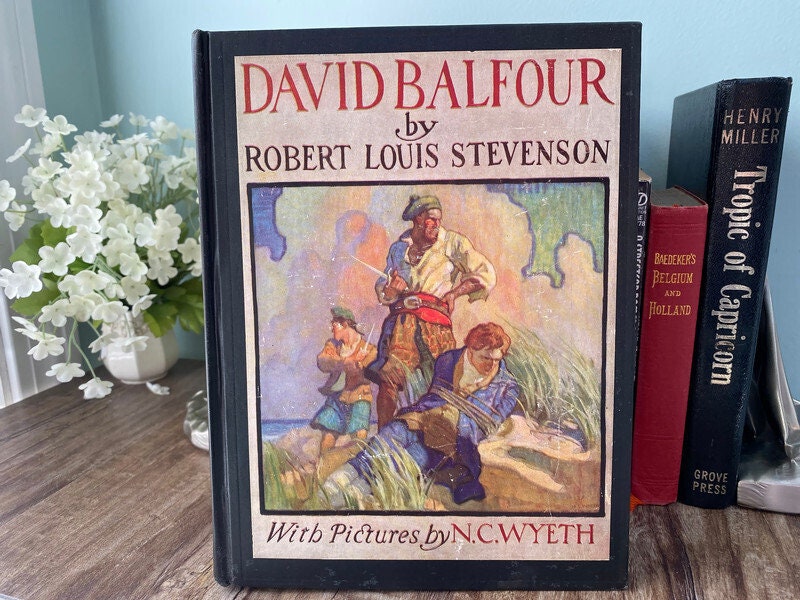 DAVID BALFOUR
by
ROBERT LOUIS STEVENSON
With Pictures by N.C. WYETH
BAEDEKER'S
BELGIUM
AND
HOLLAND
HENRY
MILLER
Tropic of Capricorn
GROVE
PRESS